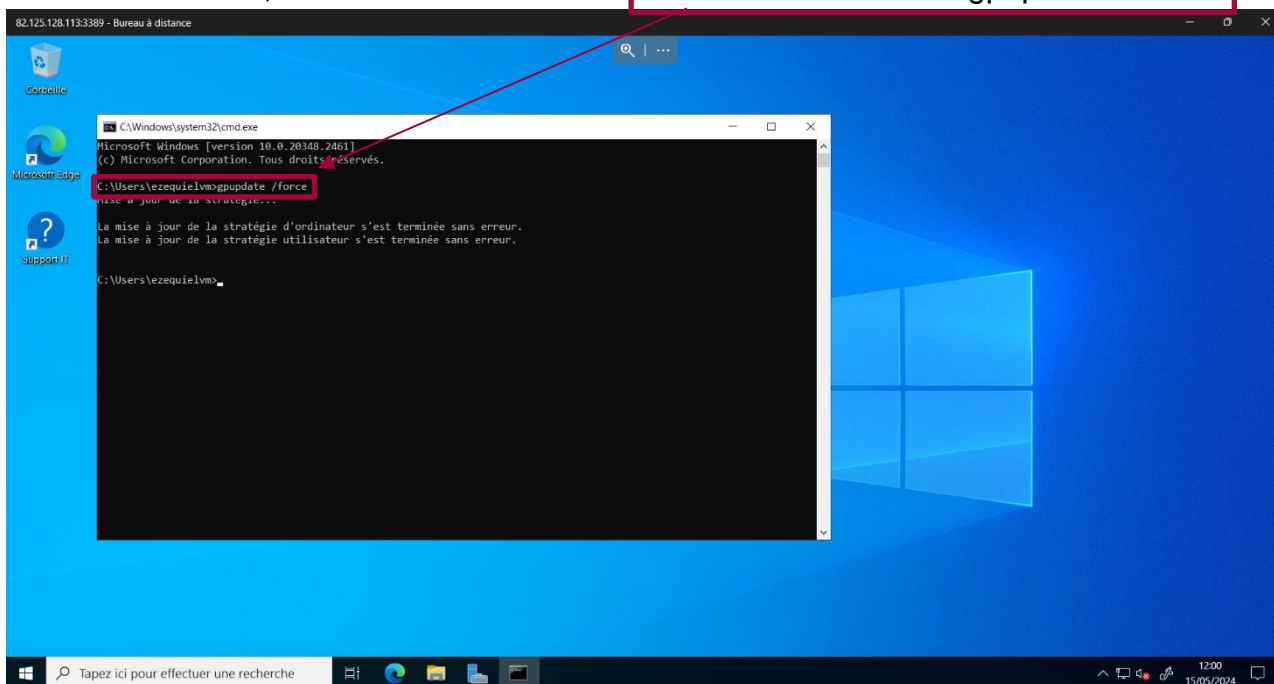 82.125.128.113:3389 - Bureau à distance
Corbeille
Microsoft Edge
Support IT
C:\Windows\system32\cmd.exe
Microsoft Windows [version 10.0.20348.2461]
(c) Microsoft Corporation. Tous droits réservés.
C:\Users\ezequielvm>gpupdate /force
Mise à jour de la stratégie...
La mise à jour de la stratégie d'ordinateur s'est terminée sans erreur.
La mise à jour de la stratégie utilisateur s'est terminée sans erreur.
C:\Users\ezequielvm>
Tapez ici pour effectuer une recherche
12:00
15/05/2024